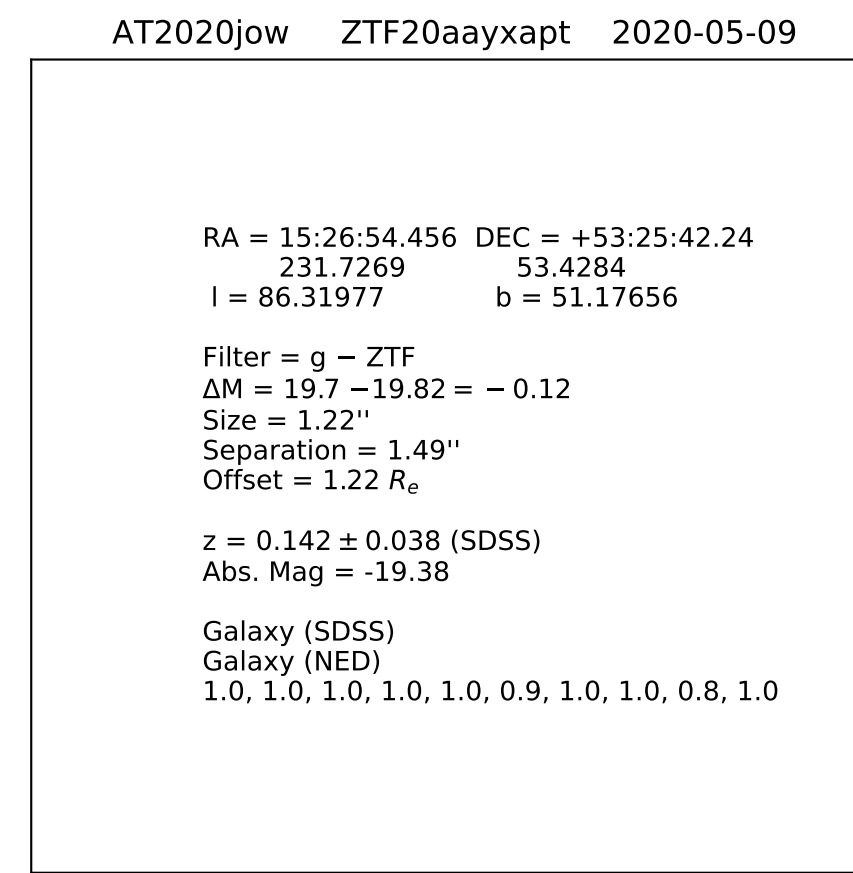 AT2020jow ZTF20aayxapt 2020-05-09
RA = 15:26:54.456 DEC = +53:25:42.24
231.7269 53.4284
l = 86.31977 b = 51.17656
Filter = g − ZTF
ΔM = 19.7 −19.82 = − 0.12
Size = 1.22''
Separation = 1.49''
Offset = 1.22 Rₑ
z = 0.142 ± 0.038 (SDSS)
Abs. Mag = -19.38
Galaxy (SDSS)
Galaxy (NED)
1.0, 1.0, 1.0, 1.0, 1.0, 0.9, 1.0, 1.0, 0.8, 1.0